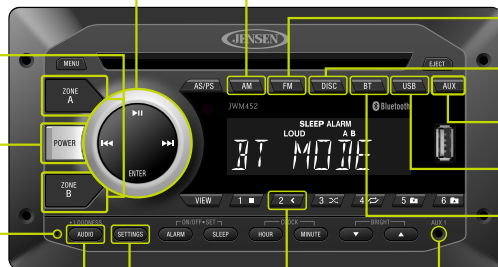 JENSEN
MENU
EJECT
ZONE
A
AS/PS
AM
FM
DISC
BT
USB
AUX
JWM452
Bluetooth
POWER
SLEEP ALARM
LOUD A B
BT MODE
ENTER
ZONE
B
VIEW
1
2
3
4
5
6
+LOUDNESS
AUDIO
SETTINGS
ON/OFF•SET
ALARM
SLEEP
CLOCK
HOUR
MINUTE
BRIGHT
AUX 1